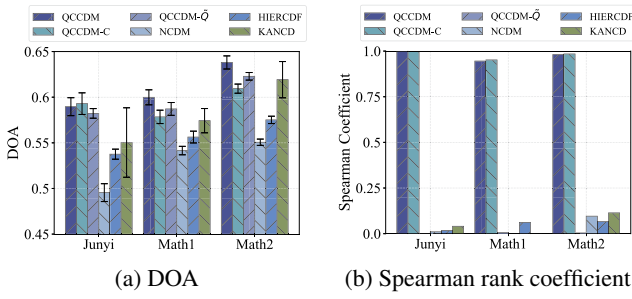 QCCDM QCCDM-Q̃ HIERCDF
QCCDM-C NCDM KANCD
0.65
0.60
0.55
0.5
0.45
DOA
Junyi Math1 Math2
(a) DOA
QCCDM QCCDM-Q̃ HIERCDF
QCCDM-C NCDM KANCD
1.0
0.75
0.5
0.25
0.0
Spearman Coefficient
Junyi Math1 Math2
(b) Spearman rank coefficient